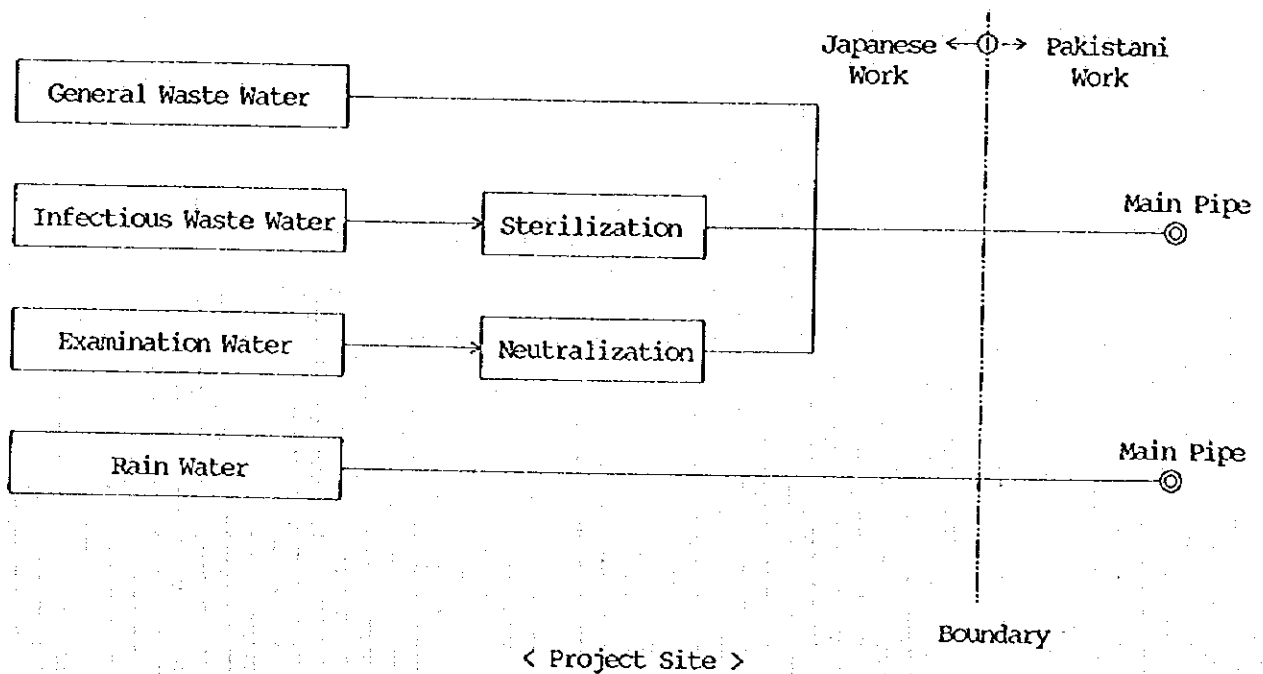 Japanese Work
Pakistani Work
General Waste Water
Infectious Waste Water
Sterilization
Main Pipe
Examination Water
Neutralization
Rain Water
Main Pipe
Boundary
< Project Site >